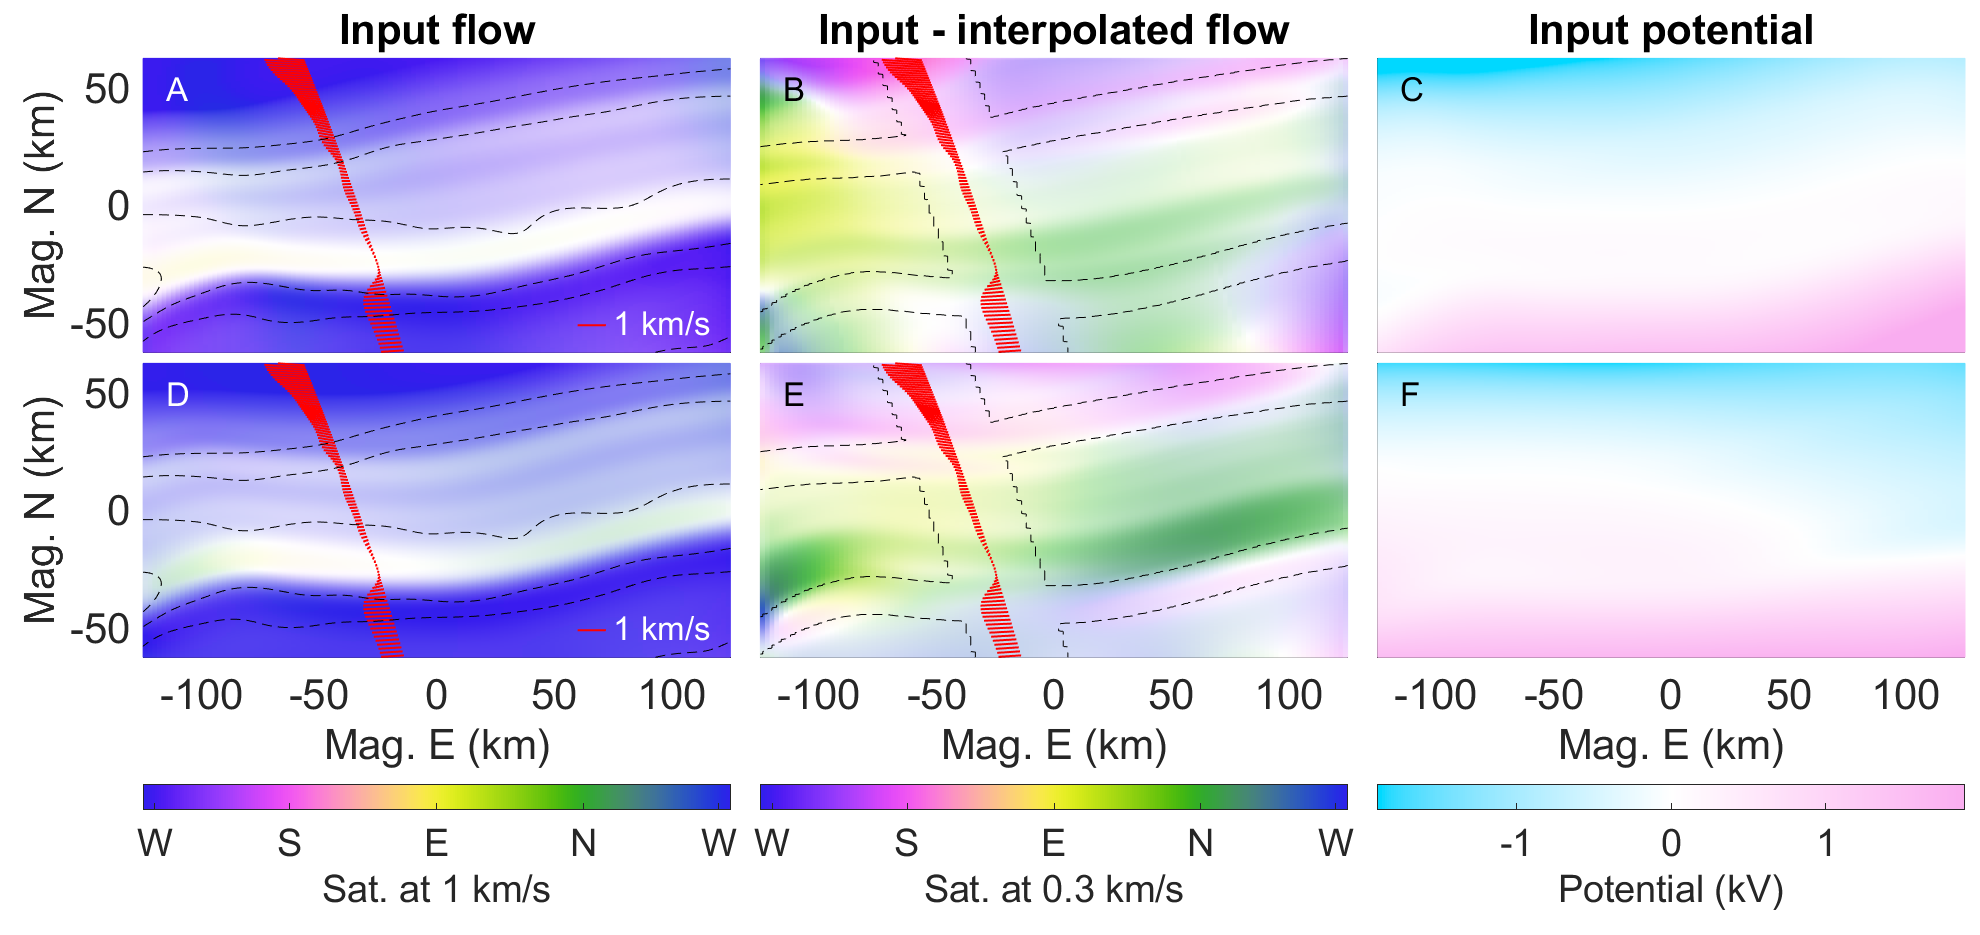 Input flow
Input - interpolated flow
Input potential
A
B
C
50
0
-50
Mag. N (km)
1 km/s
D
E
F
50
0
-50
Mag. N (km)
1 km/s
-100 -50 0 50 100
-100 -50 0 50 100
-100 -50 0 50 100
Mag. E (km)
Mag. E (km)
Mag. E (km)
W S E N W
W S E N W
-1 0 1
Sat. at 1 km/s
Sat. at 0.3 km/s
Potential (kV)